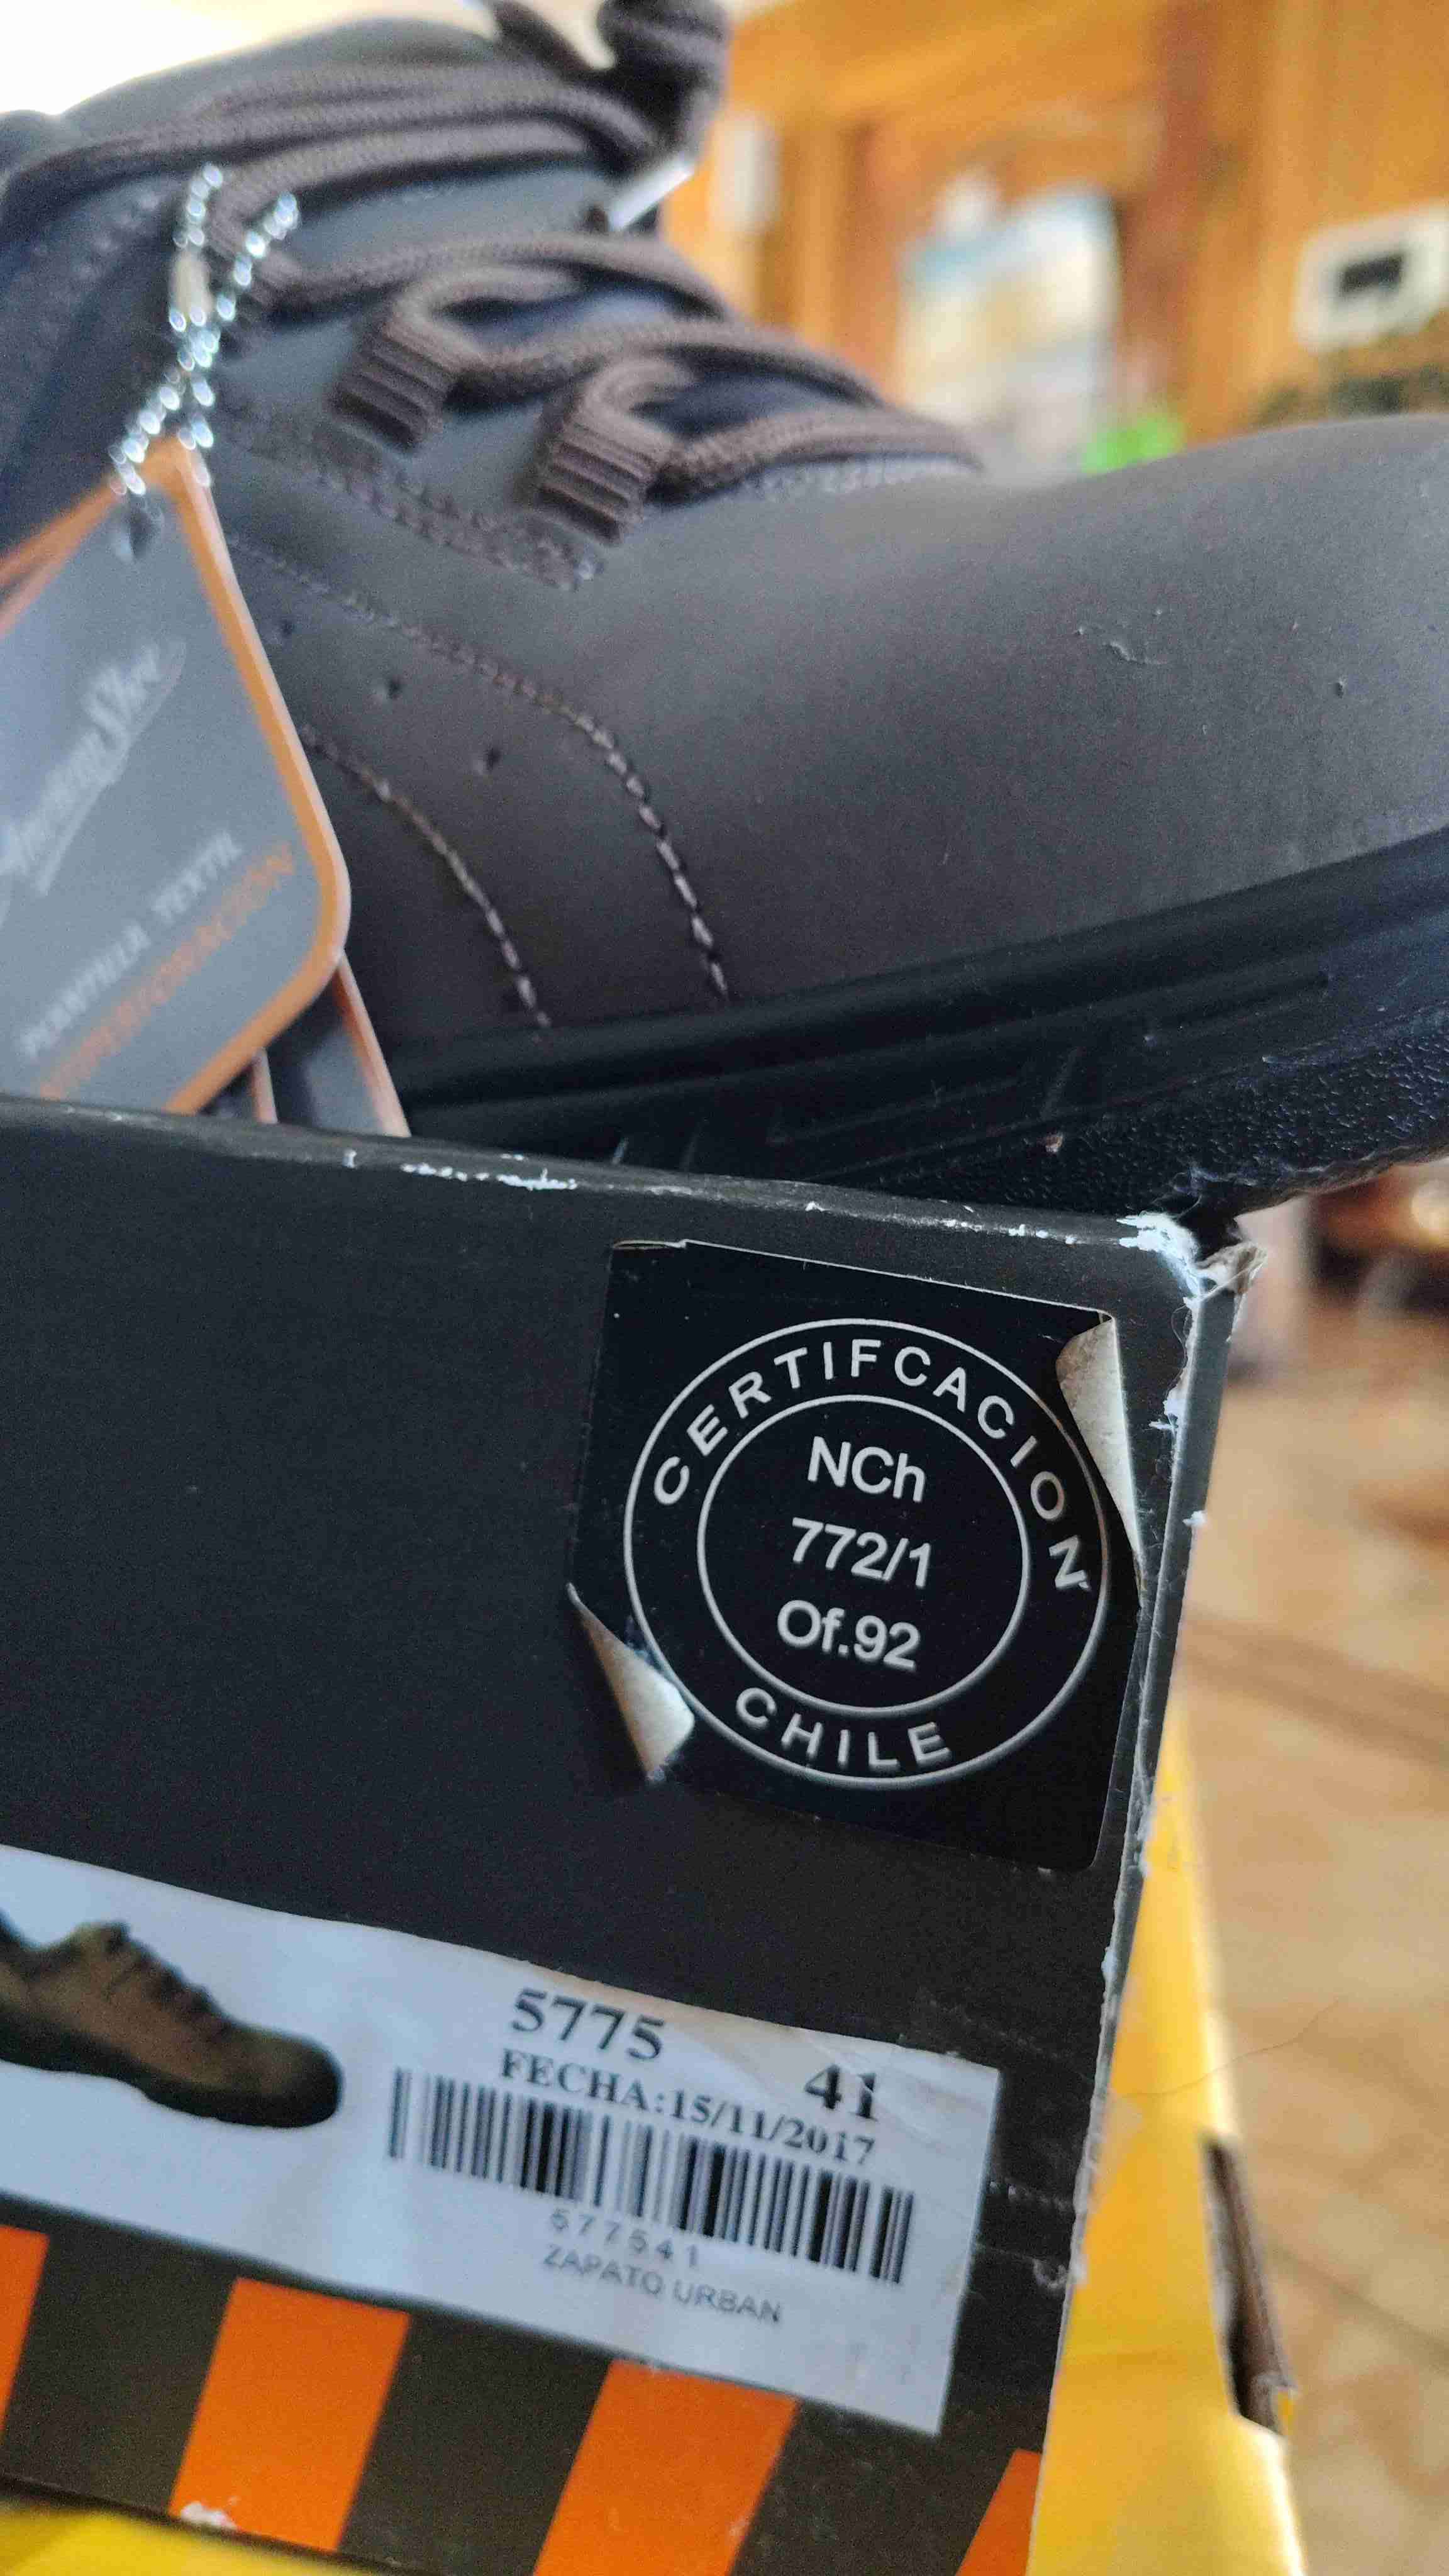 PLANTILLA TEXTIL
CERTIFCACION
NCh
772/1
Of.92
CHILE
5775
41
FECHA:15/11/2017
577541
ZAPATO URBAN